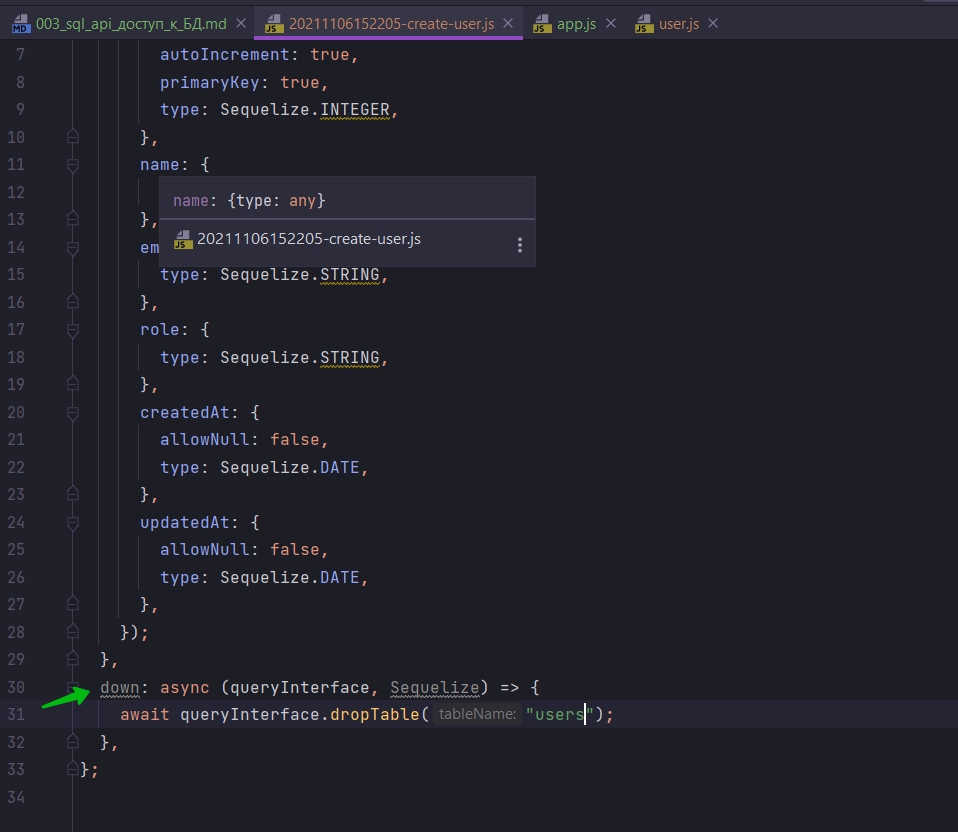 003_sql_api_доступ_к_БД.md 20211106152205-create-user.js app.js user.js
7 autoIncrement: true,
8 primaryKey: true,
9 type: Sequelize.INTEGER,
10 },
11 name: {
12
name: {type: any}
13 },
20211106152205-create-user.js
14 em
15 type: Sequelize.STRING,
16 },
17 role: {
18 type: Sequelize.STRING,
19 },
20 createdAt: {
21 allowNull: false,
22 type: Sequelize.DATE,
23 },
24 updatedAt: {
25 allowNull: false,
26 type: Sequelize.DATE,
27 },
28 });
29 },
30 down: async (queryInterface, Sequelize) => {
31 await queryInterface.dropTable( tableName: "users");
32 },
33 };
34